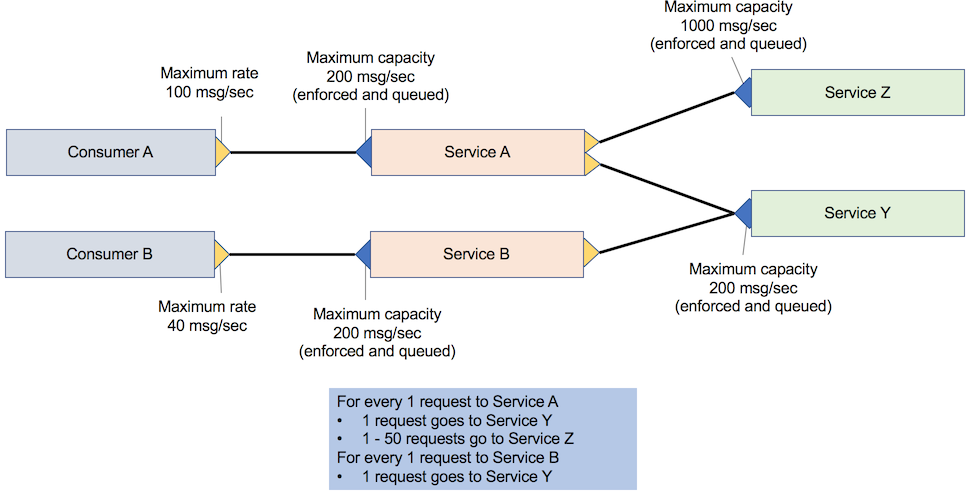 Maximum capacity
1000 msg/sec
(enforced and queued)
Maximum rate
100 msg/sec
Maximum capacity
200 msg/sec
(enforced and queued)
Service Z
Consumer A
Service A
Service Y
Consumer B
Service B
Maximum capacity
200 msg/sec
(enforced and queued)
Maximum rate
40 msg/sec
Maximum capacity
200 msg/sec
(enforced and queued)
For every 1 request to Service A
• 1 request goes to Service Y
• 1 - 50 requests go to Service Z
For every 1 request to Service B
• 1 request goes to Service Y